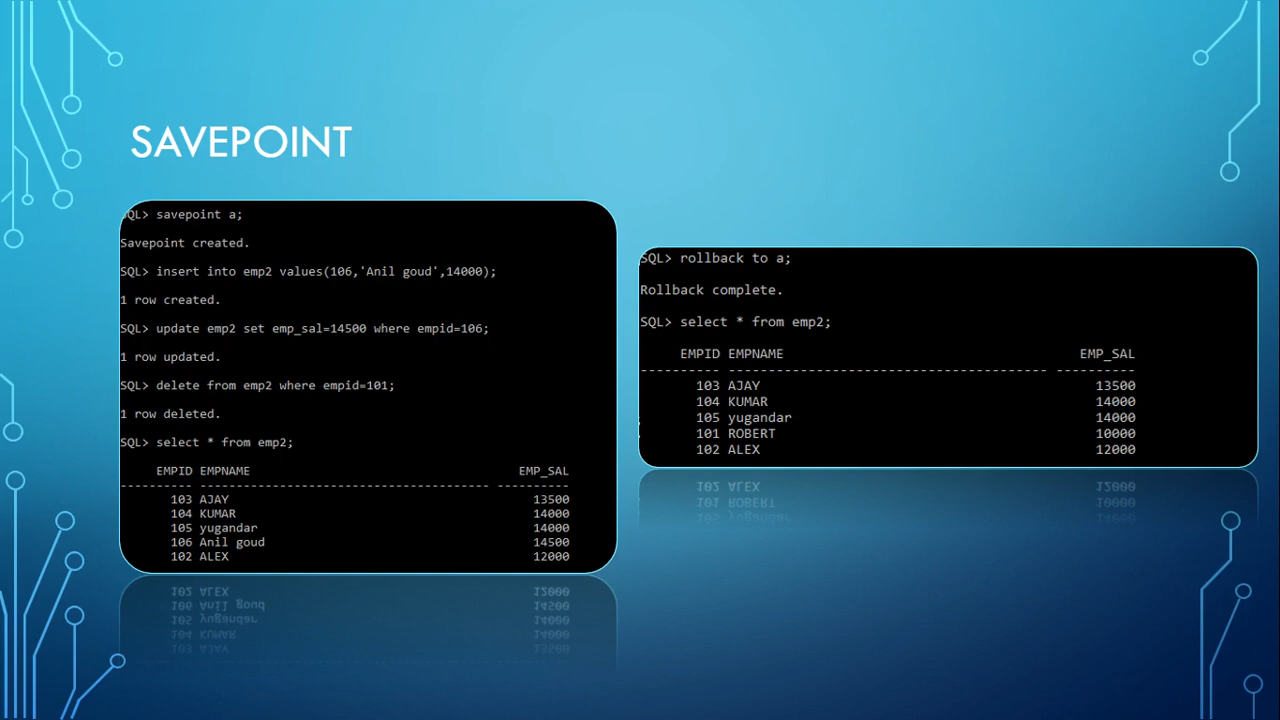 SAVEPOINT
SQL> savepoint a;
Savepoint created.
SQL> insert into emp2 values(106,'Anil goud',14000);
1 row created.
SQL> update emp2 set emp_sal=14500 where empid=106;
1 row updated.
SQL> delete from emp2 where empid=101;
1 row deleted.
SQL> select * from emp2;
EMPID EMPNAME EMP_SAL
---------- ---------------------------------------- ----------
103 AJAY 13500
104 KUMAR 14000
105 yugandar 14000
106 Anil goud 14500
102 ALEX 12000
SQL> rollback to a;
Rollback complete.
SQL> select * from emp2;
EMPID EMPNAME EMP_SAL
---------- ---------------------------------------- ----------
103 AJAY 13500
104 KUMAR 14000
105 yugandar 14000
101 ROBERT 10000
102 ALEX 12000